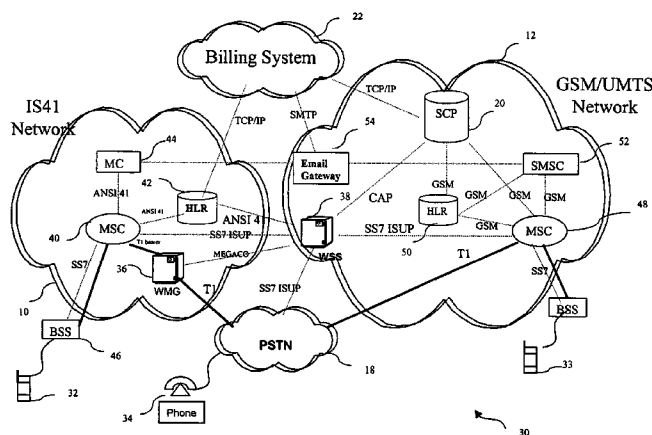 22
12
Billing System
GSM/UMTS
Network
TCP/IP
IS41
Network
SCP
TCP/IP
SMTP
54
20
44
52
MC
Email
Gateway
SMSC
42
38
CAP
GSM
GSM
GSM
GSM
ANSI 41
ANSI 41
HLR
ANSI 41
HLR
48
40
MSC
SS7 ISUP
WSS
SS7 ISUP
GSM
MSC
T1 bearer
50
36
MEGACO
T1
SS7
WMG
T1
SS7
SS7 ISUP
10
BSS
BSS
PSTN
46
18
33
32
34
Phone
30